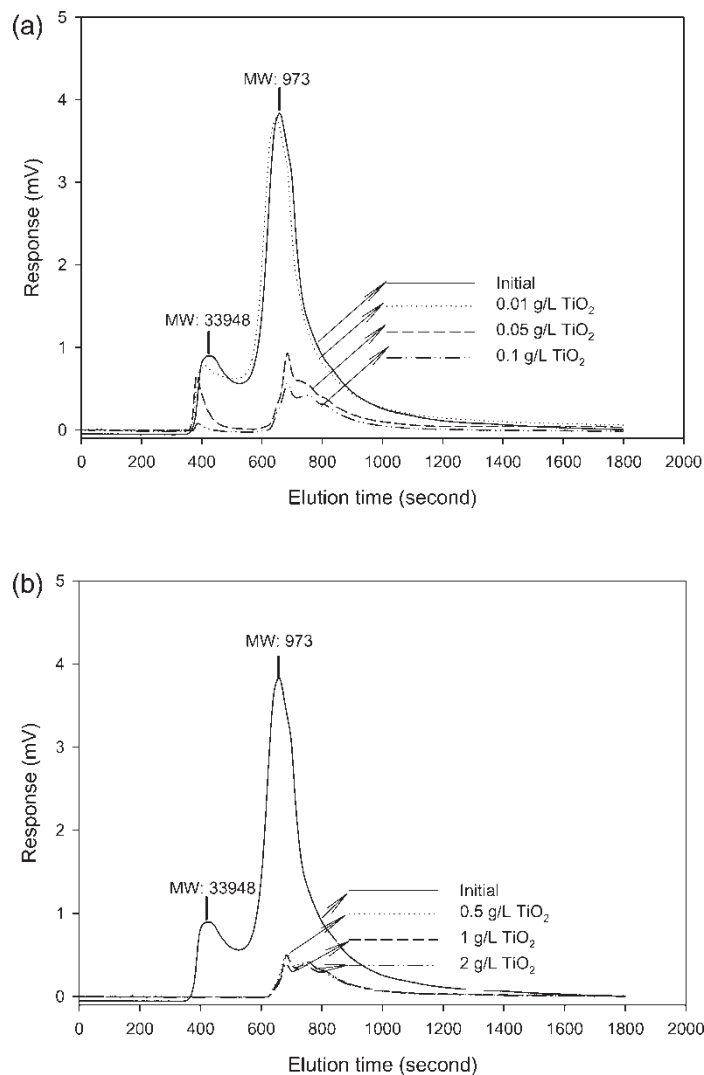 (a)
5
4
3
2
1
0
Response (mV)
MW: 973
MW: 33948
Initial
0.01 g/L TiO₂
0.05 g/L TiO₂
0.1 g/L TiO₂
0 200 400 600 800 1000 1200 1400 1600 1800 2000
Elution time (second)
(b)
5
4
3
2
1
0
Response (mV)
MW: 973
MW: 33948
Initial
0.5 g/L TiO₂
1 g/L TiO₂
2 g/L TiO₂
0 200 400 600 800 1000 1200 1400 1600 1800 2000
Elution time (second)